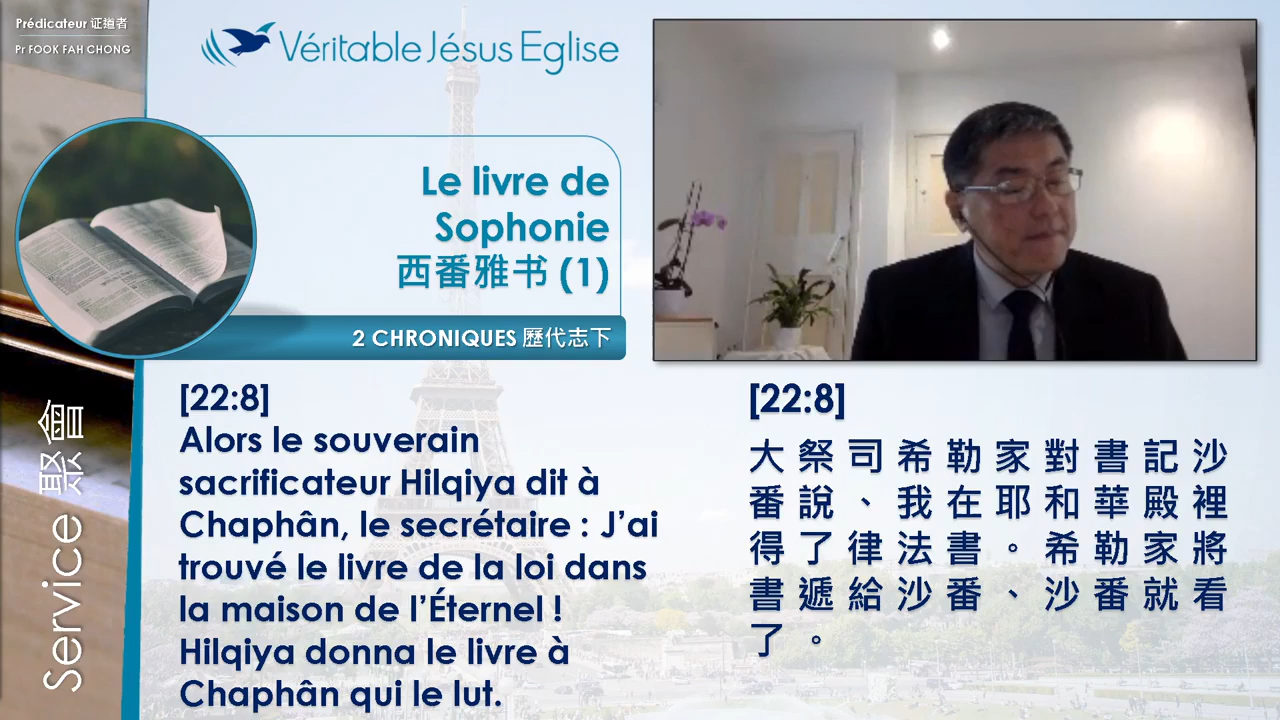 Prédicateur 证道者
Pr FOOK FAH CHONG
Véritable Jésus Eglise
Le livre de
Sophonie
西番雅书 (1)
2 CHRONIQUES 歷代志下
Service 聚會
[22:8]
Alors le souverain
sacrificateur Hilqiya dit à
Chaphân, le secrétaire : J’ai
trouvé le livre de la loi dans
la maison de l’Éternel !
Hilqiya donna le livre à
Chaphân qui le lut.
[22:8]
大祭司希勒家對書記沙
番說、我在耶和華殿裡
得了律法書。希勒家將
書遞給沙番、沙番就看
了。